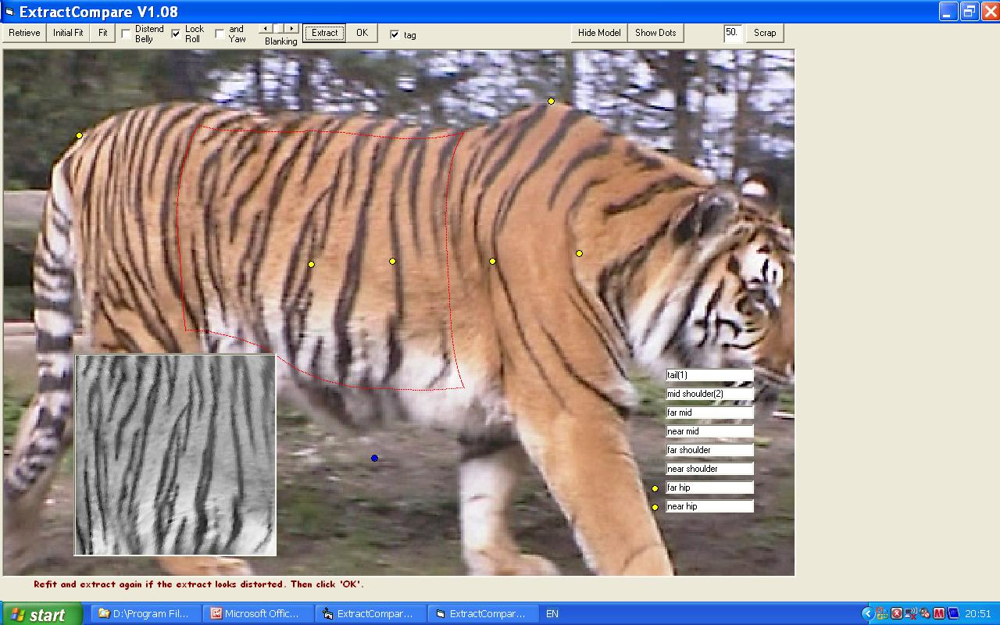 ExtractCompare V1.08
Retrieve
Initial Fit
Fit
Distend
Belly
Lock
Roll
and
Yaw
Blanking
Extract
OK
tag
Hide Model
Show Dots
50.
Scrap
tail(1)
mid shoulder(2)
far mid
near mid
far shoulder
near shoulder
far hip
near hip
Refit and extract again if the extract looks distorted. Then click 'OK'.
start
D:\Program Fil...
Microsoft Offic...
ExtractCompar...
ExtractCompar...
EN
20:51